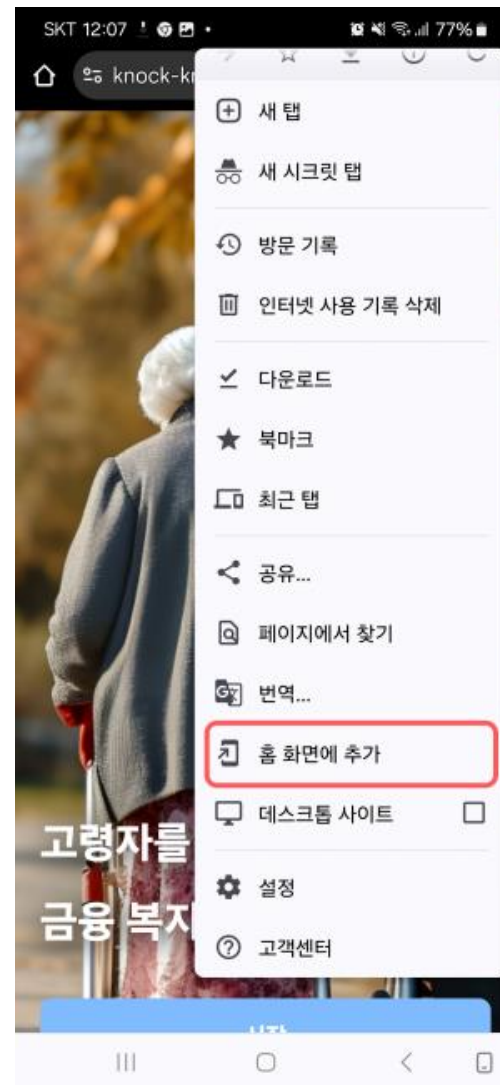 SKT 12:07
77%
knock-kr
새 탭
새 시크릿 탭
방문 기록
인터넷 사용 기록 삭제
다운로드
북마크
최근 탭
공유...
페이지에서 찾기
번역...
홈 화면에 추가
데스크톱 사이트
고령자를
설정
금융 복지
고객센터
시작